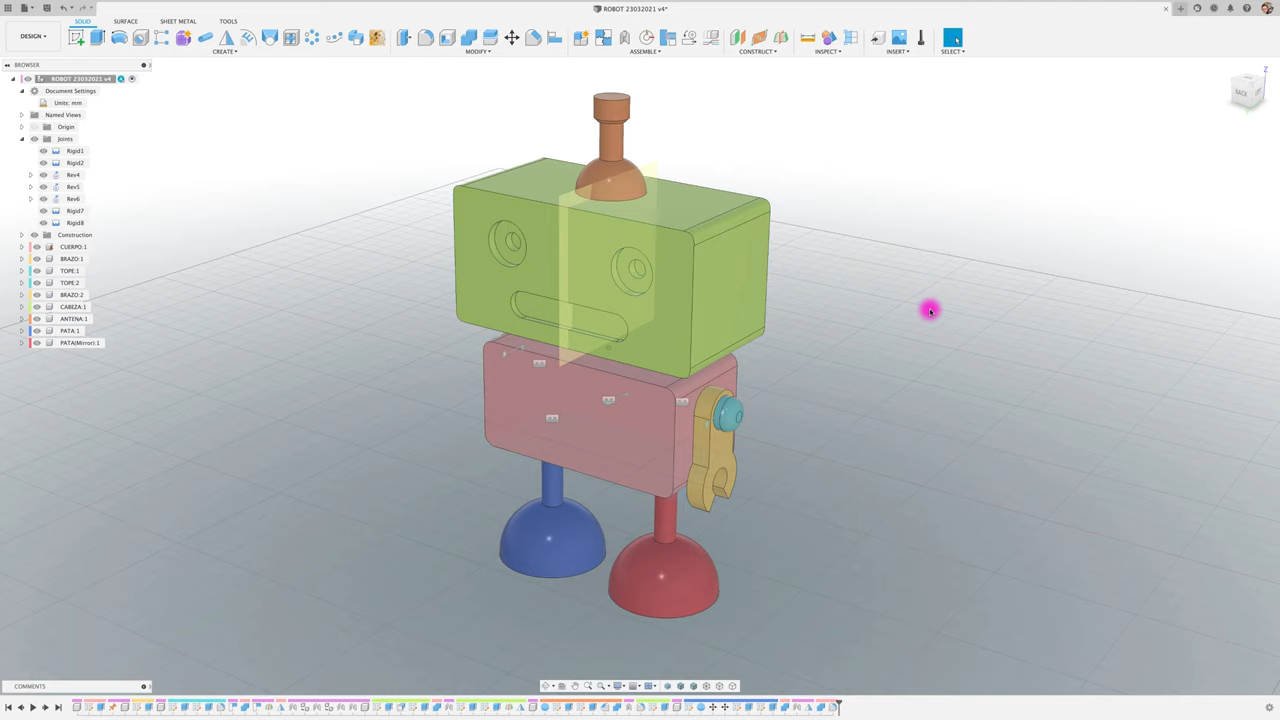 ROBOT 23032021 v4*
DESIGN
SOLID
SURFACE
SHEET METAL
TOOLS
CREATE
MODIFY
ASSEMBLE
CONSTRUCT
INSPECT
INSERT
SELECT
BROWSER
ROBOT 23032021 v4
Document Settings
Units: mm
Named Views
Origin
Joints
Rigid1
Rigid2
Rev4
Rev5
Rev6
Rigid7
Rigid8
Construction
CUERPO:1
BRAZO:1
TOPE:1
TOPE:2
BRAZO:2
CABEZA:1
ANTENA:1
PATA:1
PATA(Mirror):1
Z
BACK
COMMENTS